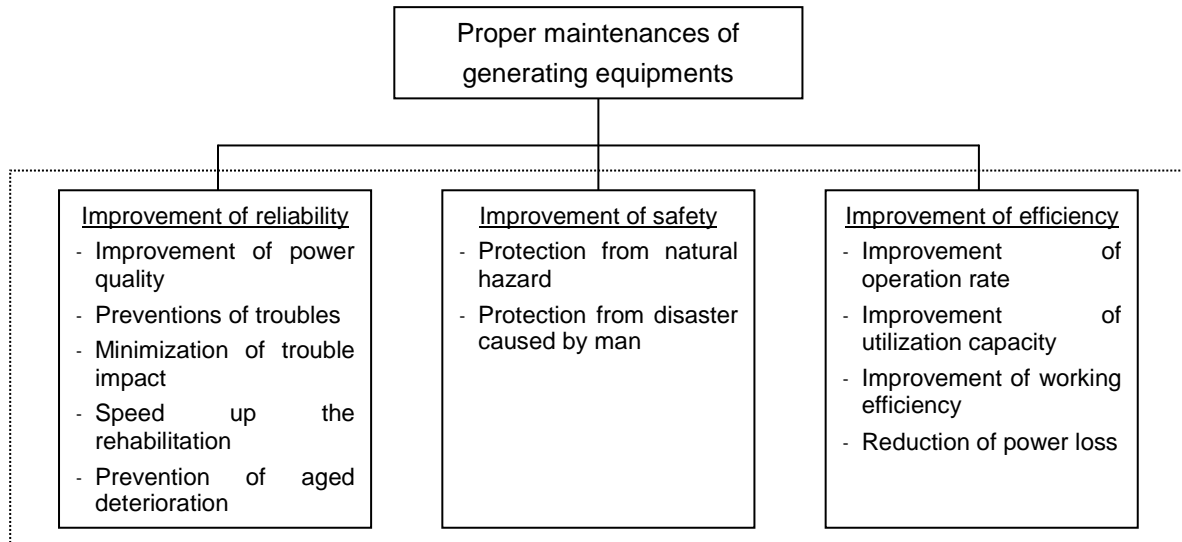 Proper maintenances of
generating equipments
Improvement of reliability
- Improvement of power
quality
- Preventions of troubles
- Minimization of trouble
impact
- Speed up the
rehabilitation
- Prevention of aged
deterioration
Improvement of safety
- Protection from natural
hazard
- Protection from disaster
caused by man
Improvement of efficiency
- Improvement of
operation rate
- Improvement of
utilization capacity
- Improvement of working
efficiency
- Reduction of power loss